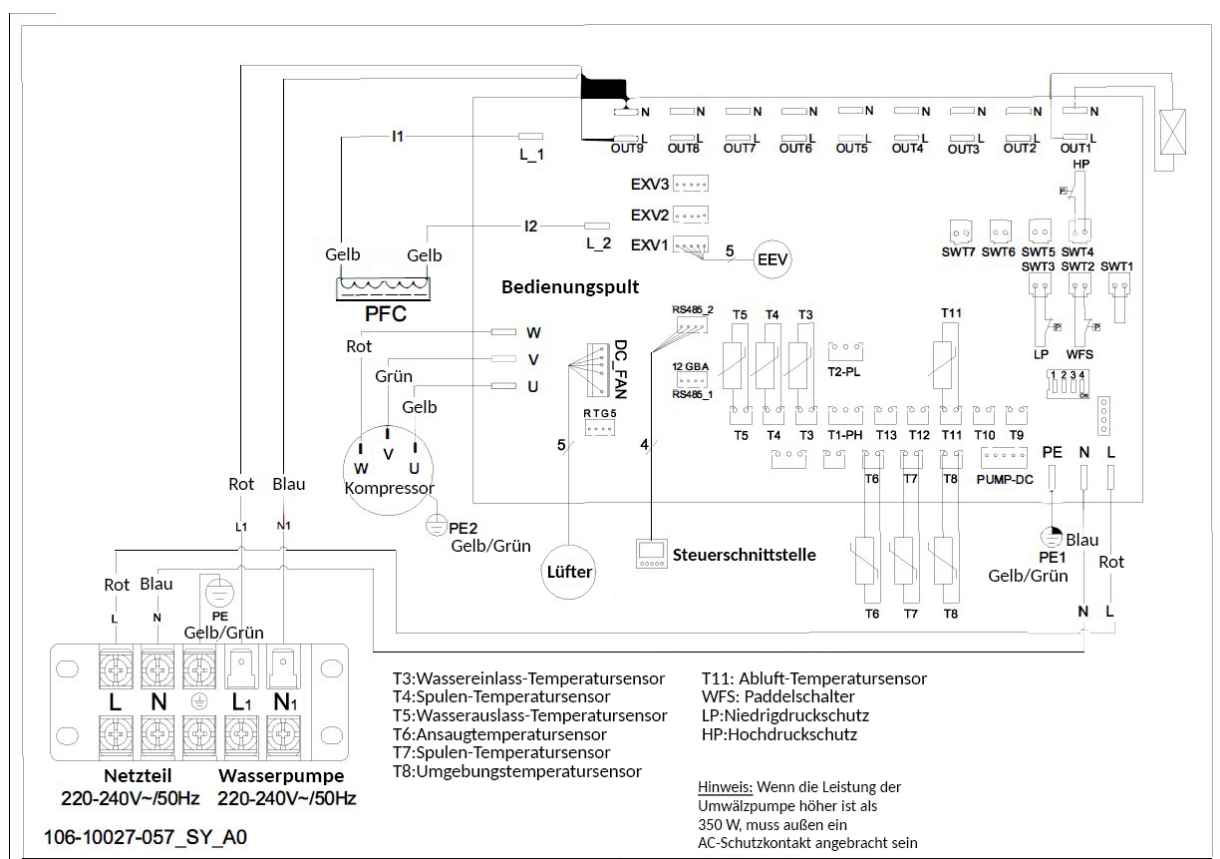 N N N N N N N N N
L L L L L L L L L
OUT9 OUT8 OUT7 OUT6 OUT5 OUT4 OUT3 OUT2 OUT1
I1
L_1
HP
P
EXV3
EXV2
EXV1
I2
L_2
5
EEV
SWT7 SWT6 SWT5 SWT4
SWT3 SWT2 SWT1
Gelb Gelb
PFC
Bedienungspult
RS485_2
T5 T4 T3
T11
P P
LP WFS
W
V
U
Rot
Grün
Gelb
DC_FAN
R T G 5
12 G B A
RS485_1
T2-PL
1 2 3 4
ON
T5 T4 T3 T1-PH T13 T12 T11 T10 T9
5
4
W V U
Kompressor
T6 T7 T8 PUMP-DC
PE N L
Rot Blau
L1 N1
PE2
Gelb/Grün
Lüfter
Steuerschnittstelle
Blau
PE1
Gelb/Grün
Rot
Rot Blau
L N
PE
Gelb/Grün
T6 T7 T8
N L
L N L1 N1
Netzteil Wasserpumpe
220-240V~/50Hz 220-240V~/50Hz
106-10027-057_SY_A0
T3:Wassereinlass-Temperatursensor
T4:Spulen-Temperatursensor
T5:Wasserauslass-Temperatursensor
T6:Ansaugtemperatursensor
T7:Spulen-Temperatursensor
T8:Umgebungstemperatursensor
T11: Abluft-Temperatursensor
WFS: Paddelschalter
LP:Niedrigdruckschutz
HP:Hochdruckschutz
Hinweis: Wenn die Leistung der
Umwälzpumpe höher ist als
350 W, muss außen ein
AC-Schutzkontakt angebracht sein